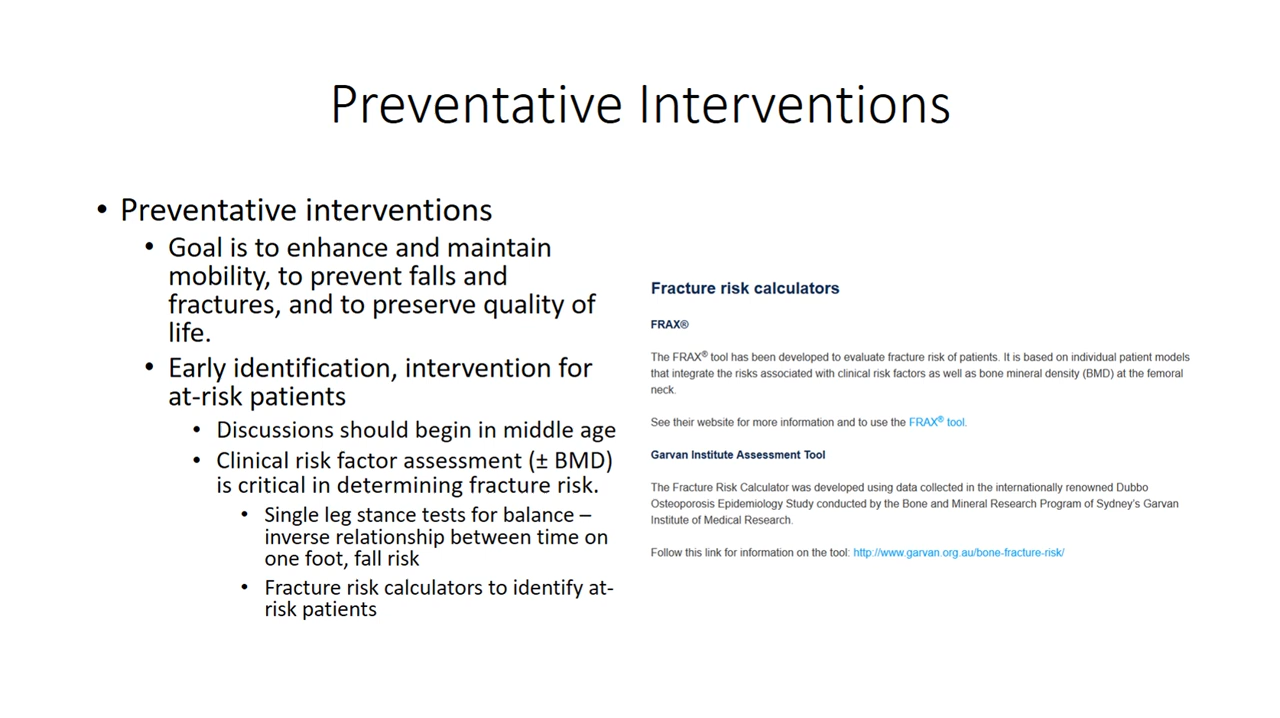 Preventative Interventions
• Preventative interventions
• Goal is to enhance and maintain
mobility, to prevent falls and
fractures, and to preserve quality of
life.
• Early identification, intervention for
at-risk patients
• Discussions should begin in middle age
• Clinical risk factor assessment (± BMD)
is critical in determining fracture risk.
• Single leg stance tests for balance –
inverse relationship between time on
one foot, fall risk
• Fracture risk calculators to identify at-
risk patients
Fracture risk calculators
FRAX®
The FRAX® tool has been developed to evaluate fracture risk of patients. It is based on individual patient models
that integrate the risks associated with clinical risk factors as well as bone mineral density (BMD) at the femoral
neck.
See their website for more information and to use the FRAX® tool.
Garvan Institute Assessment Tool
The Fracture Risk Calculator was developed using data collected in the internationally renowned Dubbo
Osteoporosis Epidemiology Study conducted by the Bone and Mineral Research Program of Sydney's Garvan
Institute of Medical Research.
Follow this link for information on the tool: http://www.garvan.org.au/bone-fracture-risk/